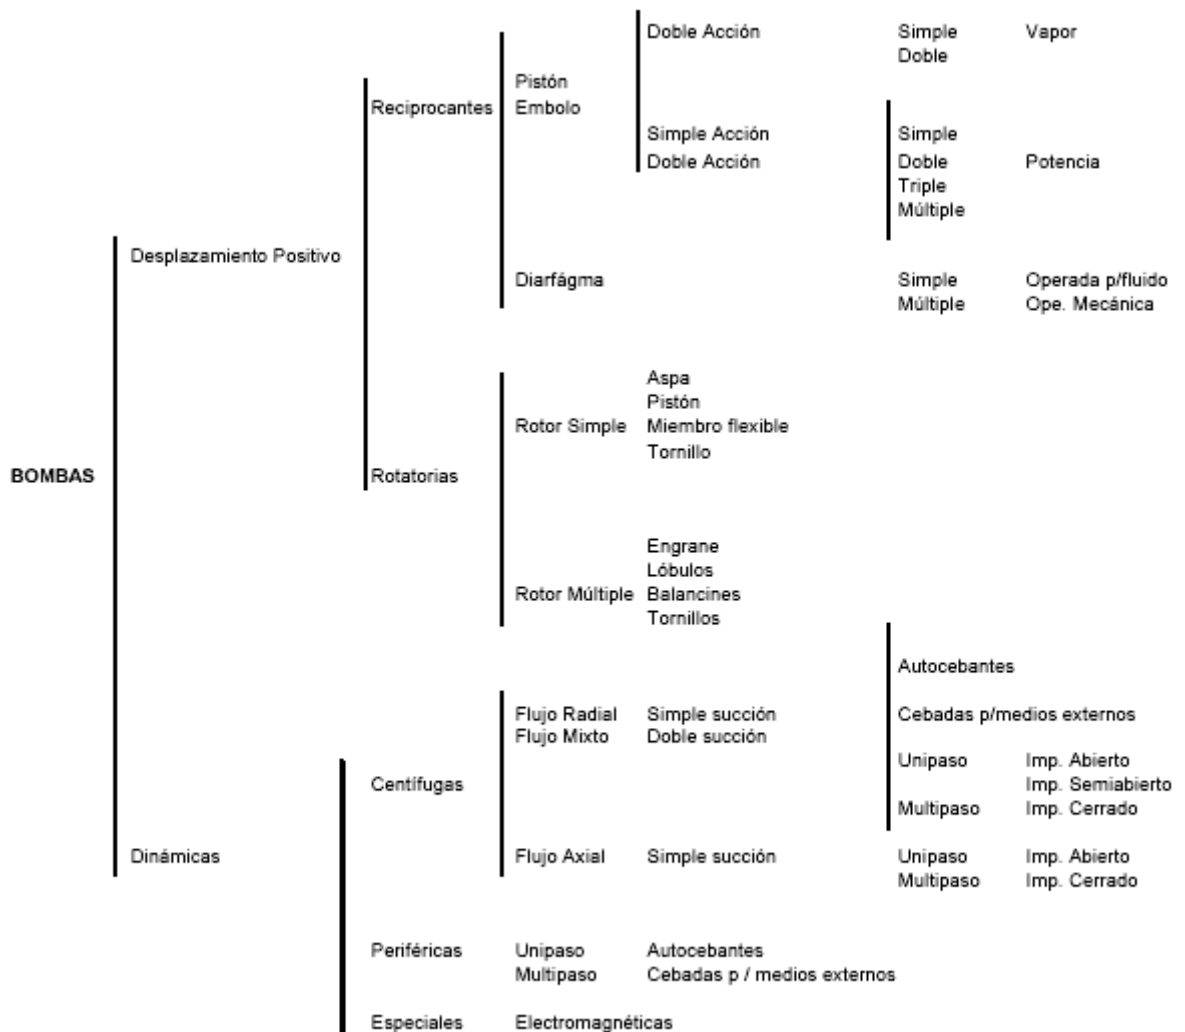 Doble Acción Simple Vapor
Doble
Pistón
Reciprocantes Embolo
Simple Acción Simple
Doble Acción Doble Potencia
Triple
Múltiple
Desplazamiento Positivo
Diarfágma Simple Operada p/fluido
Múltiple Ope. Mecánica
Aspa
Pistón
Rotor Simple Miembro flexible
Tornillo
BOMBAS Rotatorias
Engrane
Lóbulos
Rotor Múltiple Balancines
Tornillos
Autocebantes
Flujo Radial Simple succión Cebadas p/medios externos
Flujo Mixto Doble succión
Unipaso Imp. Abierto
Centífugas Imp. Semiabierto
Multipaso Imp. Cerrado
Dinámicas Flujo Axial Simple succión Unipaso Imp. Abierto
Multipaso Imp. Cerrado
Periféricas Unipaso Autocebantes
Multipaso Cebadas p / medios externos
Especiales Electromagnéticas